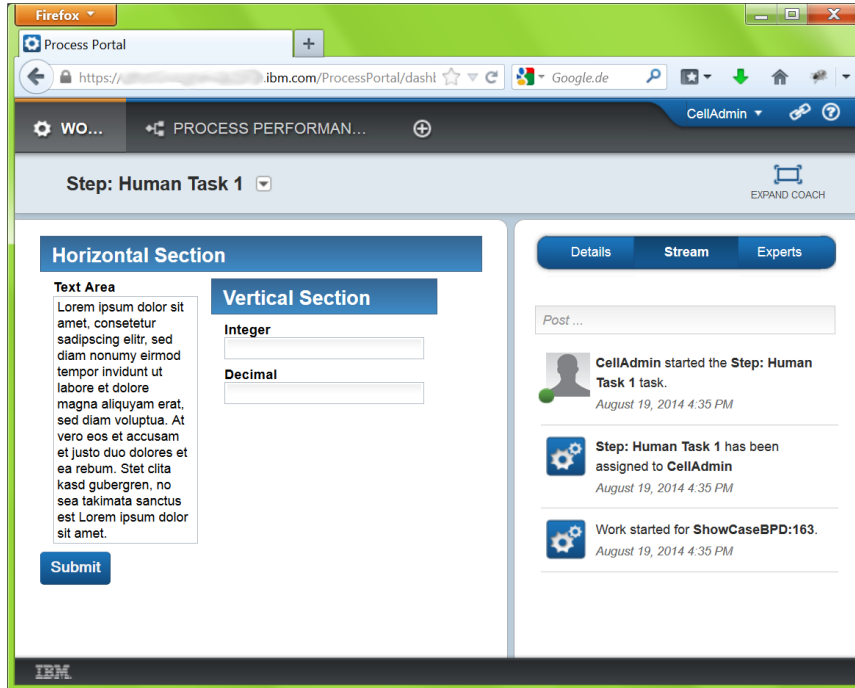 Firefox
Process Portal
https:// .ibm.com/ProcessPortal/dashl
Google.de
WO...
PROCESS PERFORMAN...
CellAdmin
Step: Human Task 1
EXPAND COACH
Horizontal Section
Text Area
Lorem ipsum dolor sit
amet, consetetur
sadipscing elitr, sed
diam nonumy eirmod
tempor invidunt ut
labore et dolore
magna aliquyam erat,
sed diam voluptua. At
vero eos et accusam
et justo duo dolores et
ea rebum. Stet clita
kasd gubergren, no
sea takimata sanctus
est Lorem ipsum dolor
sit amet.
Vertical Section
Integer
Decimal
Submit
Details
Stream
Experts
Post ...
CellAdmin started the Step: Human
Task 1 task.
August 19, 2014 4:35 PM
Step: Human Task 1 has been
assigned to CellAdmin
August 19, 2014 4:35 PM
Work started for ShowCaseBPD:163.
August 19, 2014 4:35 PM
IBM.